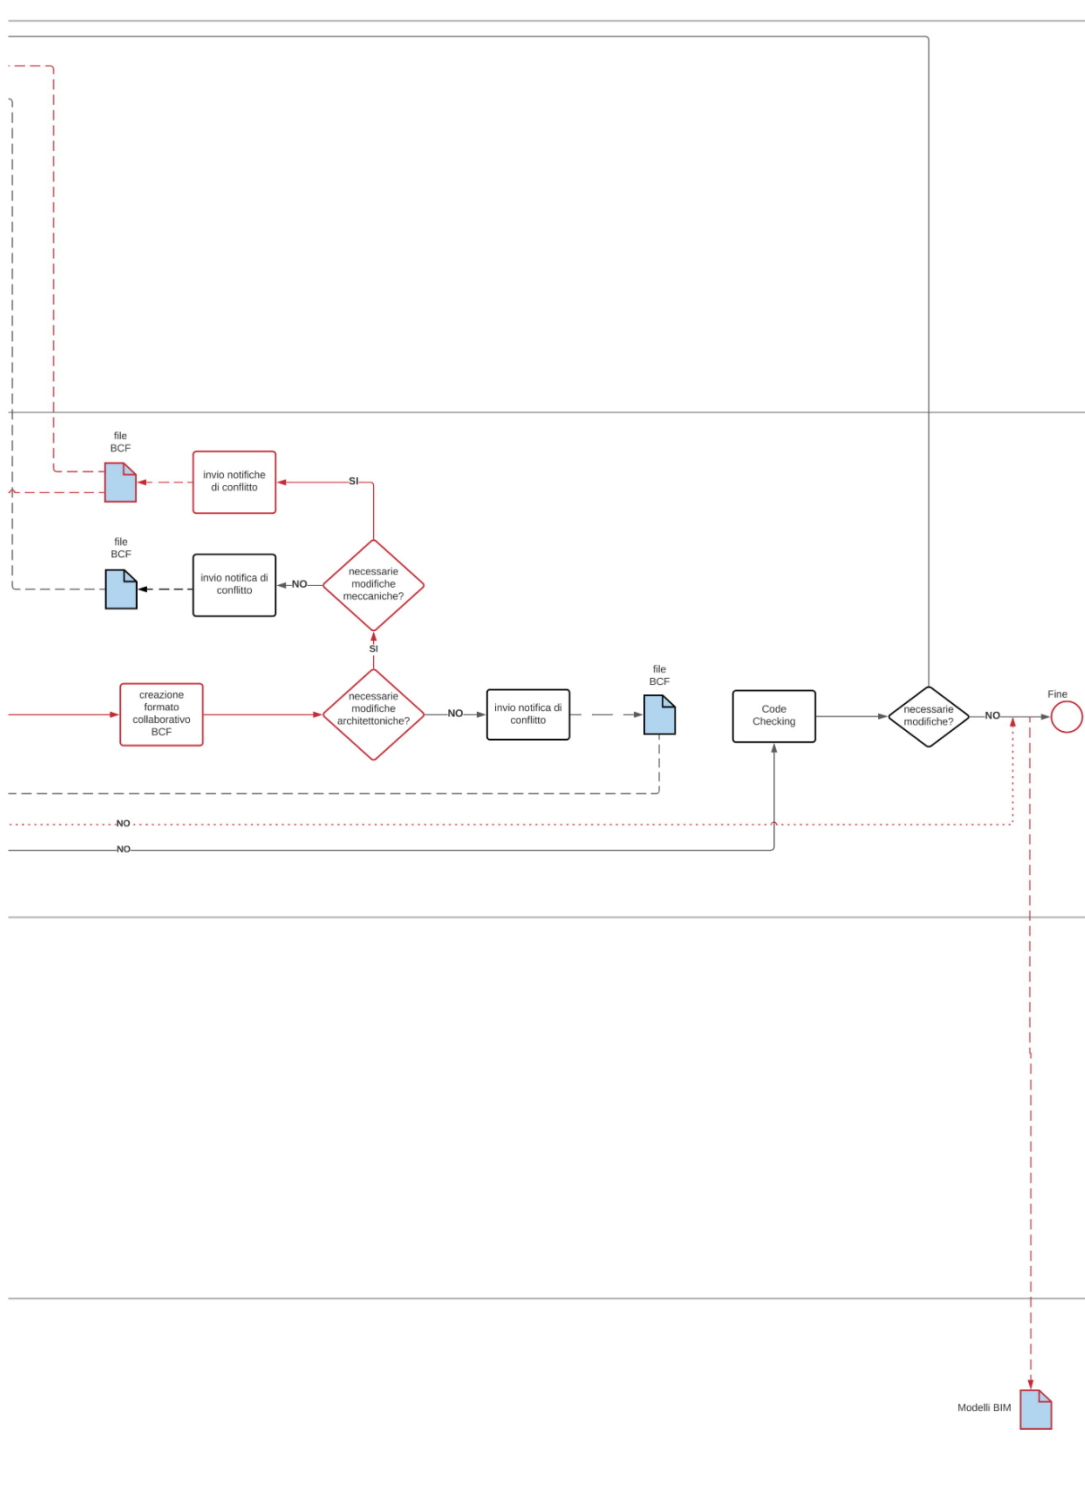 file
BCF
invio notifiche
di conflitto
SI
file
BCF
invio notifica di
conflitto
NO
necessarie
modifiche
meccaniche?
SI
creazione
formato
collaborativo
BCF
necessarie
modifiche
architettoniche?
NO
invio notifica di
conflitto
file
BCF
Code
Checking
necessarie
modifiche?
NO
Fine
NO
NO
Modelli BIM